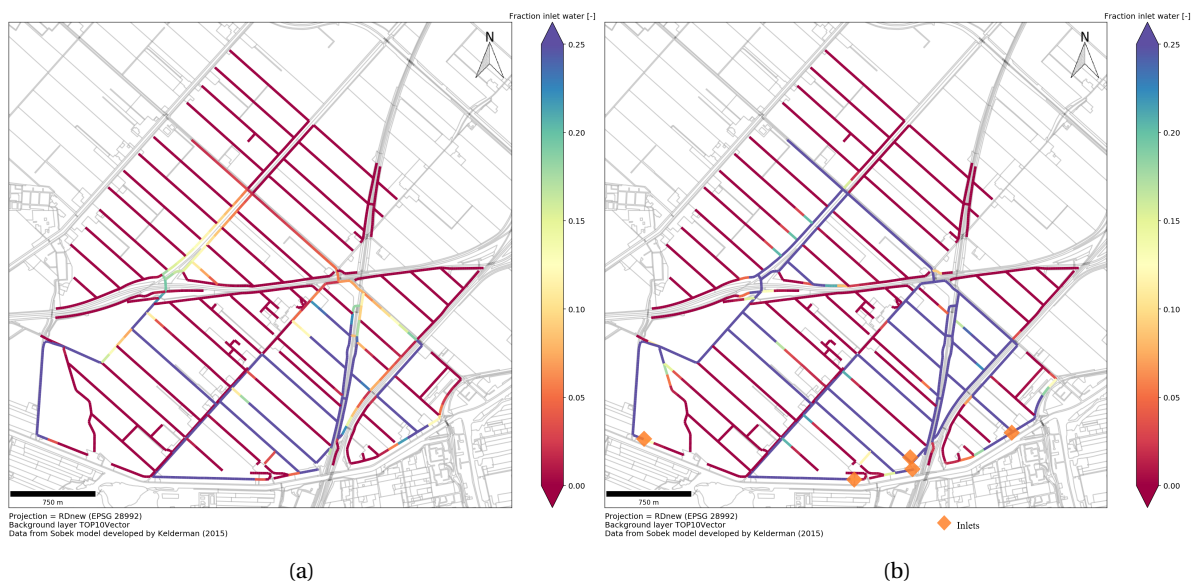 Fraction inlet water [-]
N
0.25
0.20
0.15
0.10
0.05
0.00
750 m
Projection = RDnew (EPSG 28992)
Background layer TOP10Vector
Data from Sobek model developed by Kelderman (2015)
(a)
Fraction inlet water [-]
N
0.25
0.20
0.15
0.10
0.05
0.00
750 m
Projection = RDnew (EPSG 28992)
Background layer TOP10Vector
Data from Sobek model developed by Kelderman (2015)
Inlets
(b)